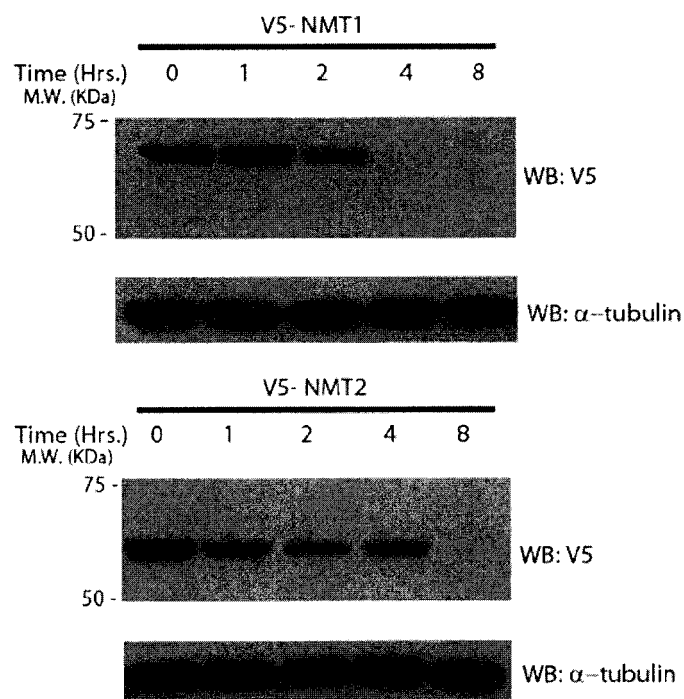 V5- NMT1
Time (Hrs.) 0 1 2 4 8
M.W. (KDa)
75 -
WB: V5
50 -
WB: α-tubulin
V5- NMT2
Time (Hrs.) 0 1 2 4 8
M.W. (KDa)
75 -
WB: V5
50 -
WB: α-tubulin